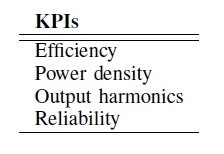 KPIs
Efficiency
Power density
Output harmonics
Reliability